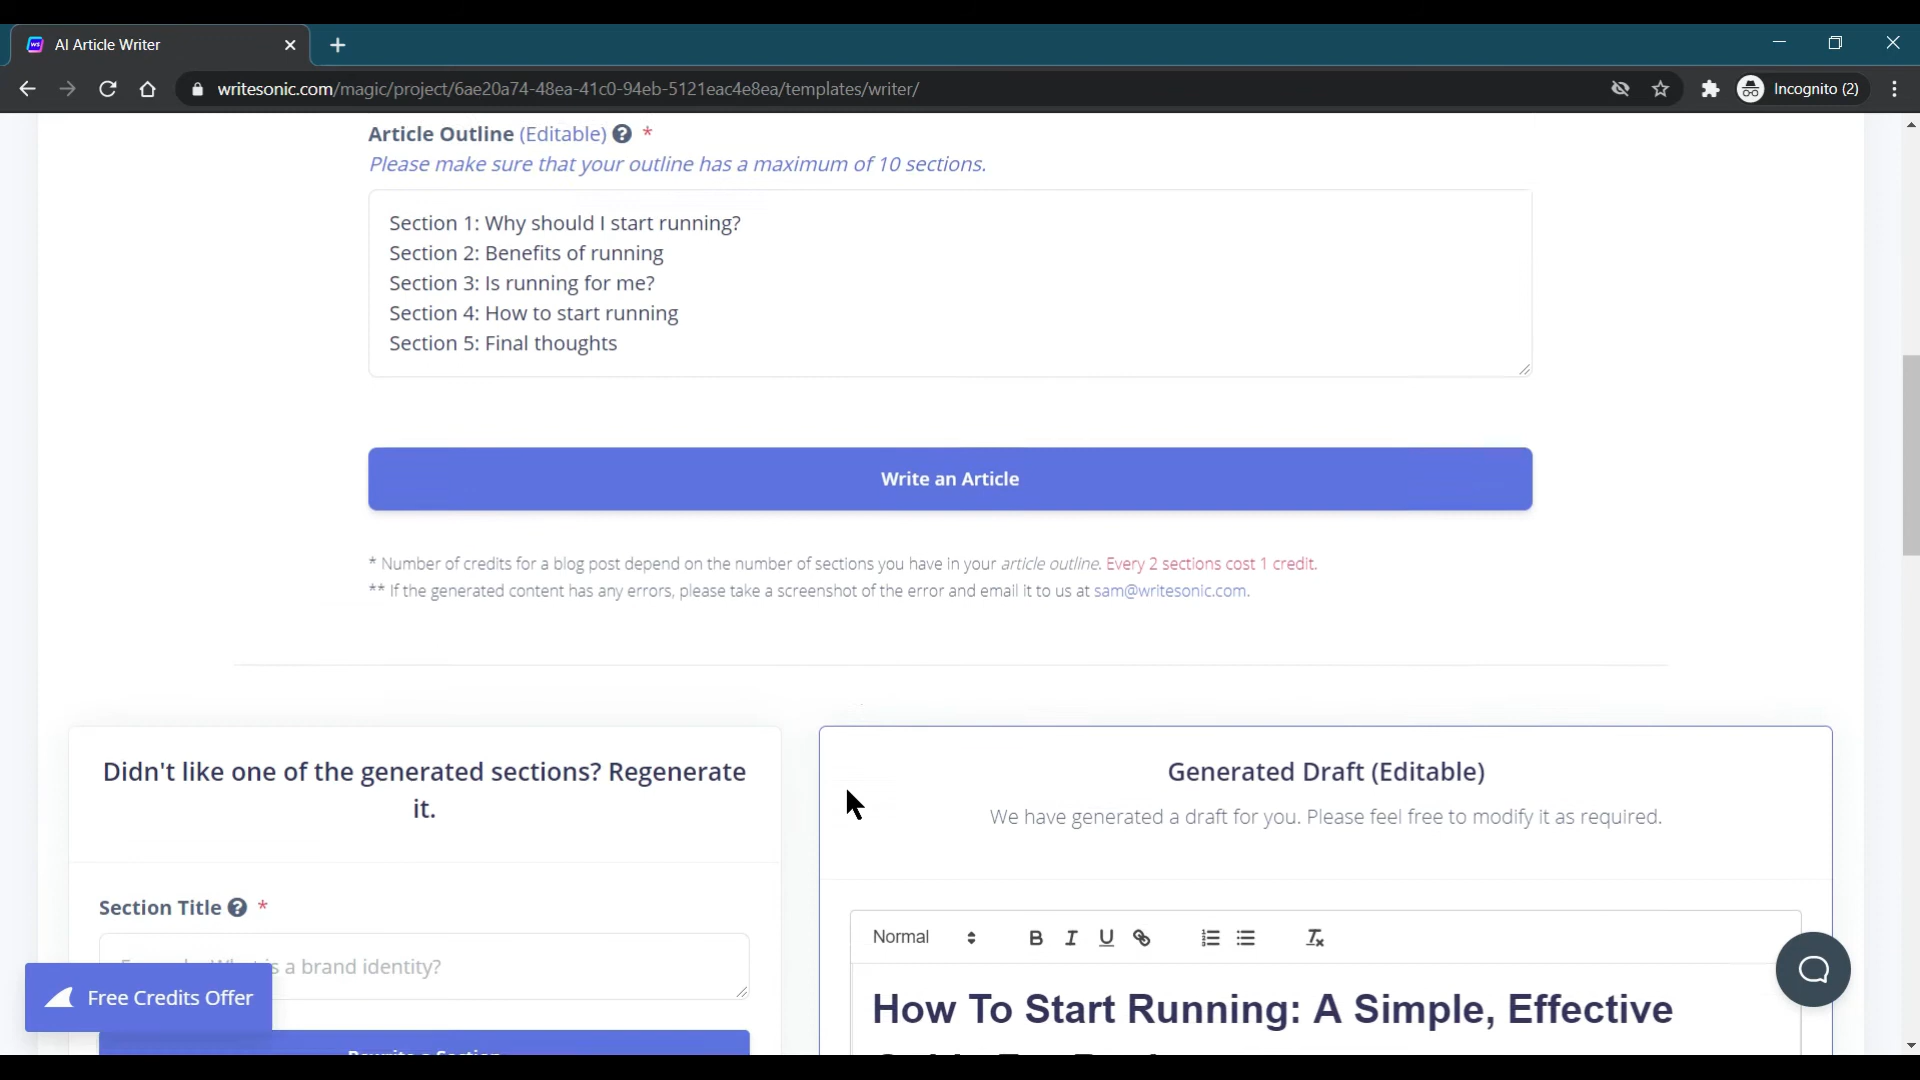 AI Article Writer
writesonic.com/magic/project/6ae20a74-48ea-41c0-94eb-5121eac4e8ea/templates/writer/
Incognito (2)
Article Outline (Editable) ? *
Please make sure that your outline has a maximum of 10 sections.
Section 1: Why should I start running?
Section 2: Benefits of running
Section 3: Is running for me?
Section 4: How to start running
Section 5: Final thoughts
Write an Article
* Number of credits for a blog post depend on the number of sections you have in your article outline. Every 2 sections cost 1 credit.
** If the generated content has any errors, please take a screenshot of the error and email it to us at sam@writesonic.com.
Didn't like one of the generated sections? Regenerate
it.
Section Title ? *
is a brand identity?
Free Credits Offer
Generated Draft (Editable)
We have generated a draft for you. Please feel free to modify it as required.
Normal
How To Start Running: A Simple, Effective